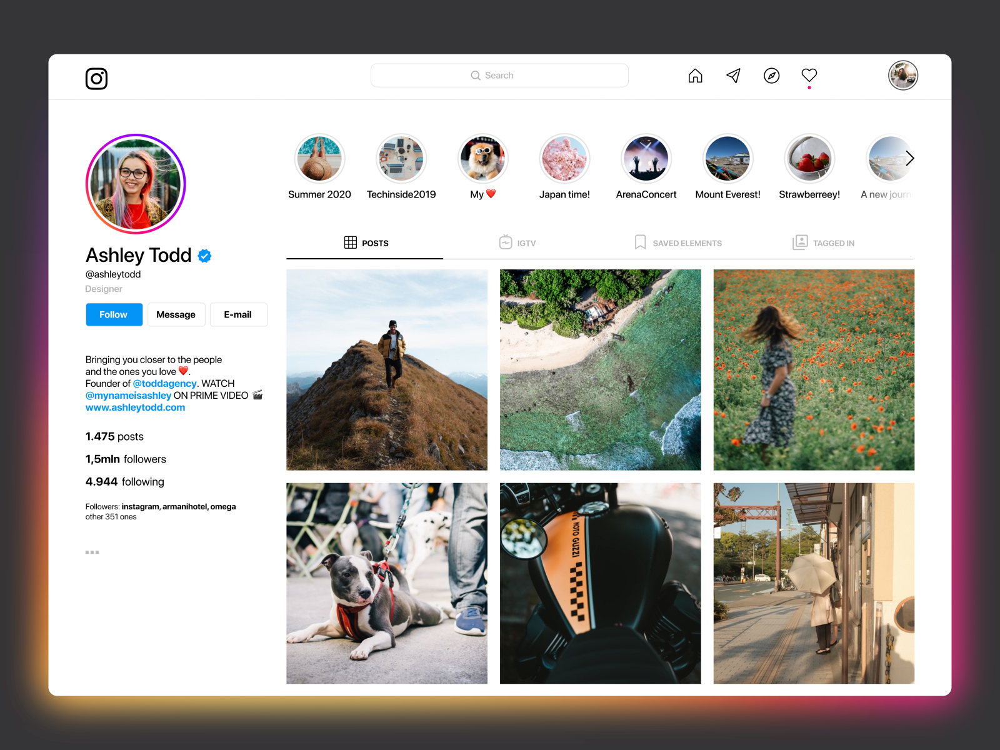 Search
Ashley Todd
@ashleytodd
Designer
Follow
Message
E-mail
Bringing you closer to the people
and the ones you love ❤️.
Founder of @toddagency. WATCH
@mynameisashley ON PRIME VIDEO 🎬
www.ashleytodd.com
1.475 posts
1,5mln followers
4.944 following
Followers: instagram, armanihotel, omega
other 351 ones
Summer 2020
Techinside2019
My ❤️
Japan time!
ArenaConcert
Mount Everest!
Strawberreey!
A new journ
POSTS
IGTV
SAVED ELEMENTS
TAGGED IN
MOTO GUZZI